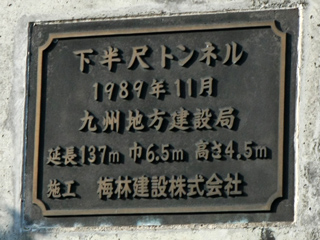 下半尺トンネル
1989年11月
九州地方建設局
延長137m 巾6.5m 高さ4.5m
施工 梅林建設株式会社